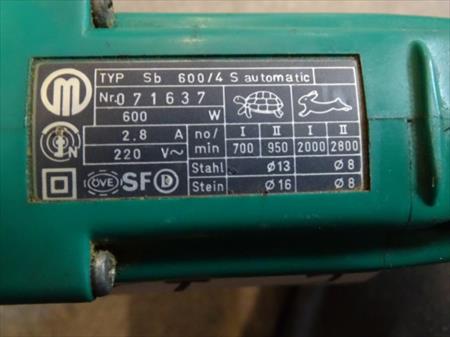 TYP Sb 600/4 S automatic
Nr. 071637
600 W
2.8 A
220 V~
no/min I II I II
700 950 2000 2800
Stahl Ø13 Ø8
Stein Ø16 Ø8
M
N
ÖVE SF D